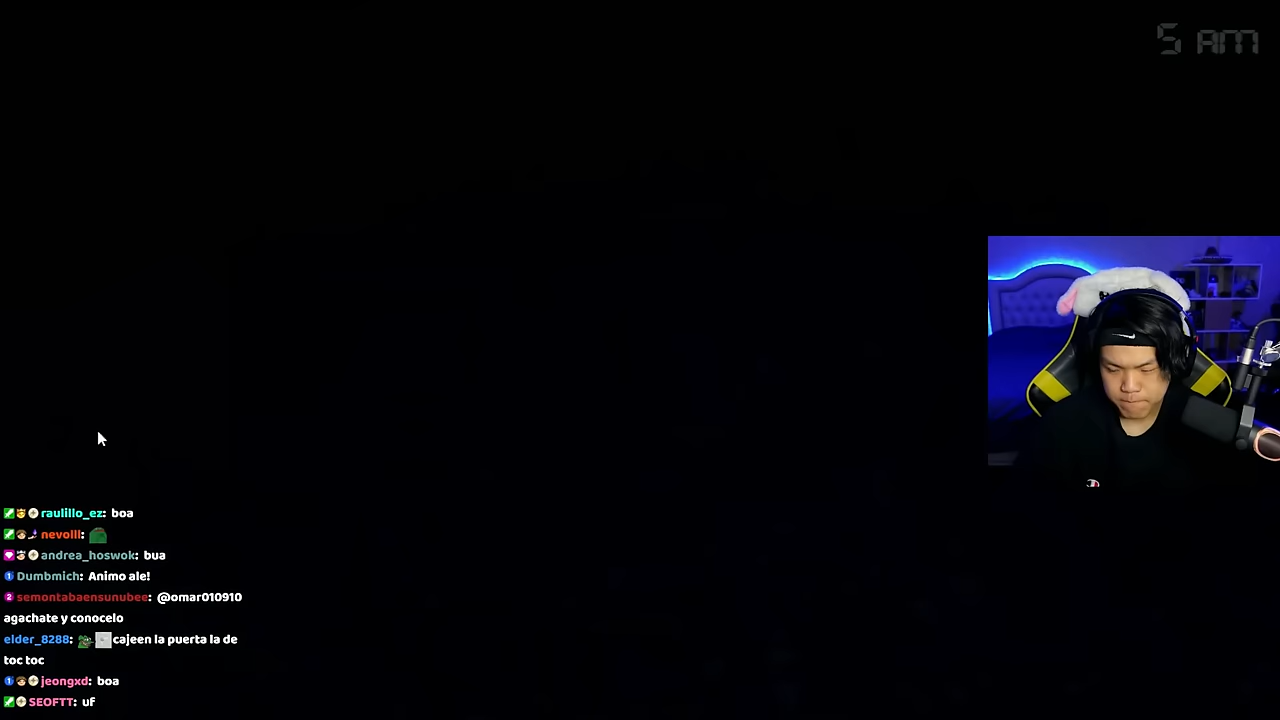 5 AM
raulillo_ez: boa
nevolll:
andrea_hoswok: bua
Dumbmich: Animo ale!
semontabaensunubee: @omar010910
agachate y conocelo
elder_8288: cajeen la puerta la de
toc toc
jeongxd: boa
SEOFTT: uf